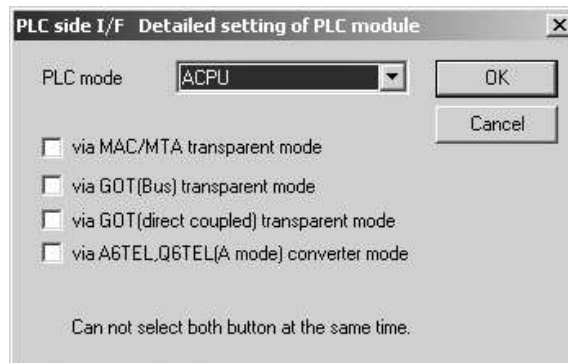 PLC side I/F Detailed setting of PLC module
PLC mode
ACPU
OK
Cancel
via MAC/MTA transparent mode
via GOT(Bus) transparent mode
via GOT(direct coupled) transparent mode
via A6TEL,Q6TEL(A mode) converter mode
Can not select both button at the same time.